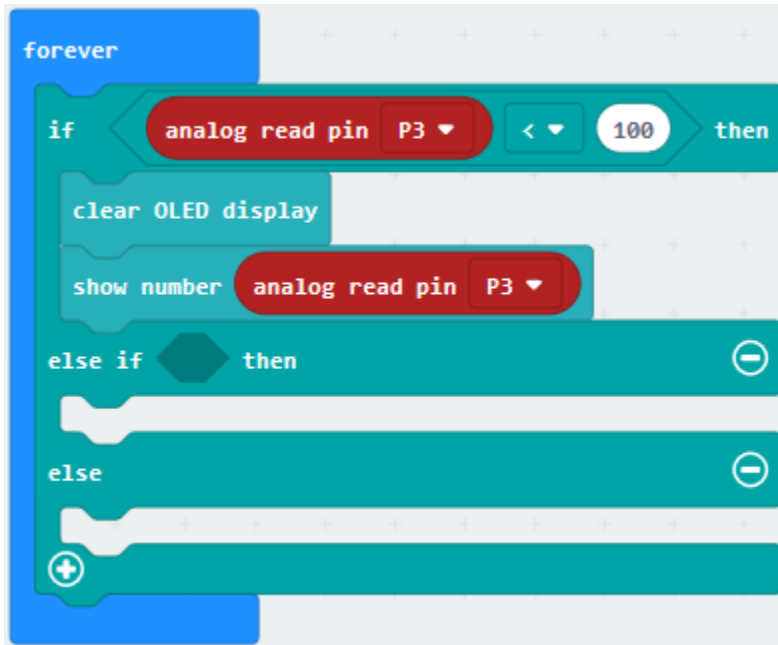 forever
if analog read pin P3 < 100 then
clear OLED display
show number analog read pin P3
else if then
else